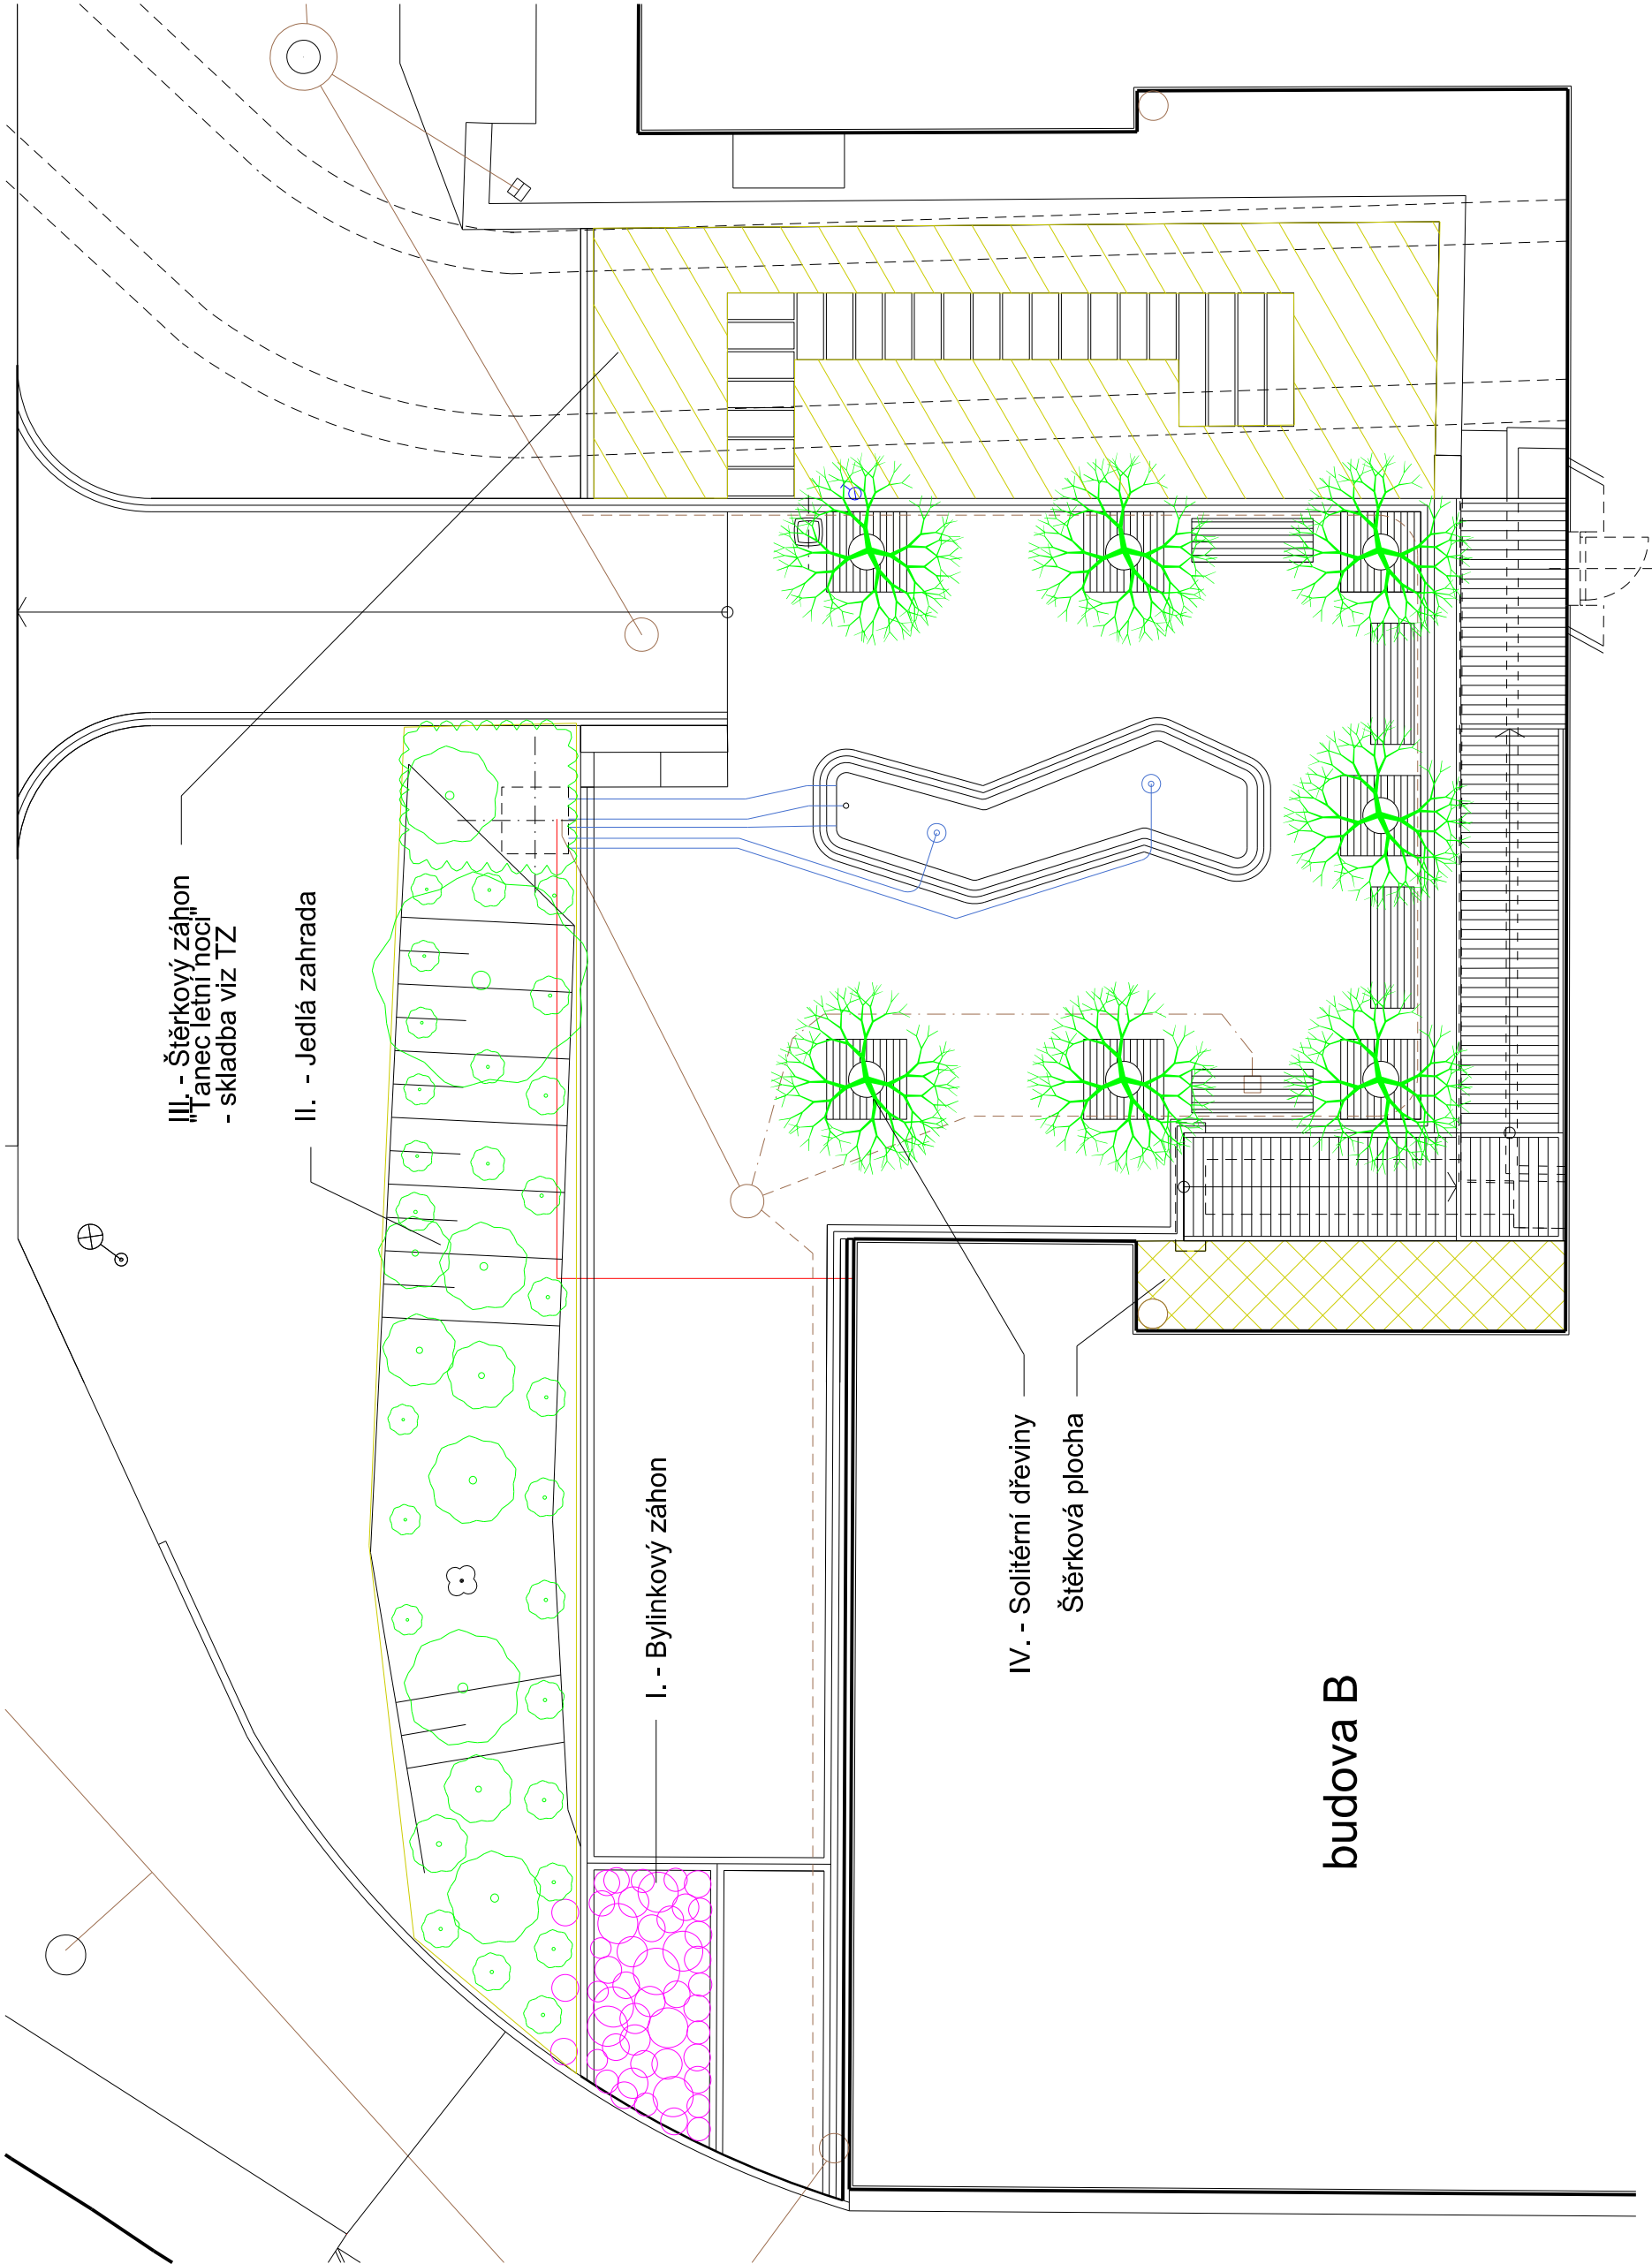 III. - Štěrkový záhon
"Tanec letní noci"
- skladba viz TZ
II. - Jedlá zahrada
I. - Bylinkový záhon
IV. - Solitérní dřeviny
Štěrková plocha
budova B